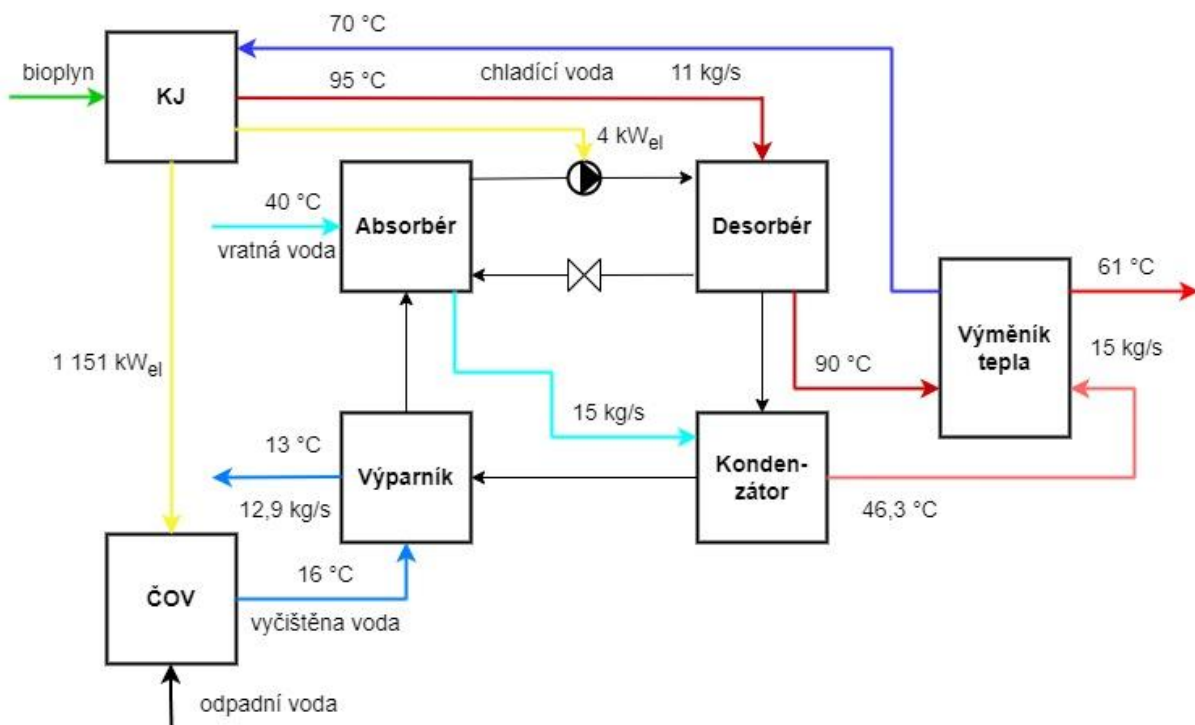 70 °C
bioplyn
KJ
95 °C
chladící voda
11 kg/s
4 kWel
40 °C
vratná voda
Absorbér
Desorbér
61 °C
Výměník
tepla
15 kg/s
1 151 kWel
90 °C
15 kg/s
13 °C
Výparník
12,9 kg/s
Konden-
zátor
46,3 °C
16 °C
ČOV
vyčištěna voda
odpadní voda